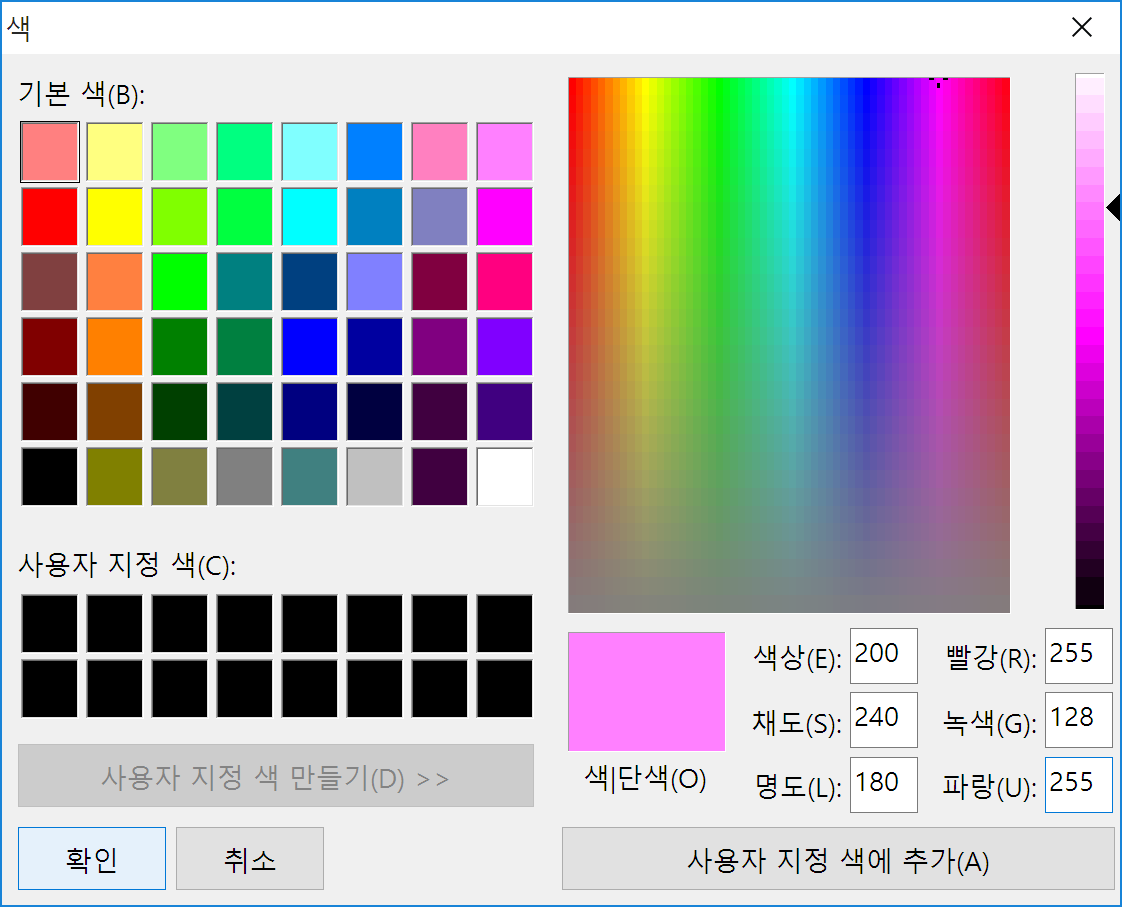 색
기본 색(B):
사용자 지정 색(C):
사용자 지정 색 만들기(D) >>
확인
취소
색상(E): 200
빨강(R): 255
채도(S): 240
녹색(G): 128
색|단색(O)
명도(L): 180
파랑(U): 255
사용자 지정 색에 추가(A)